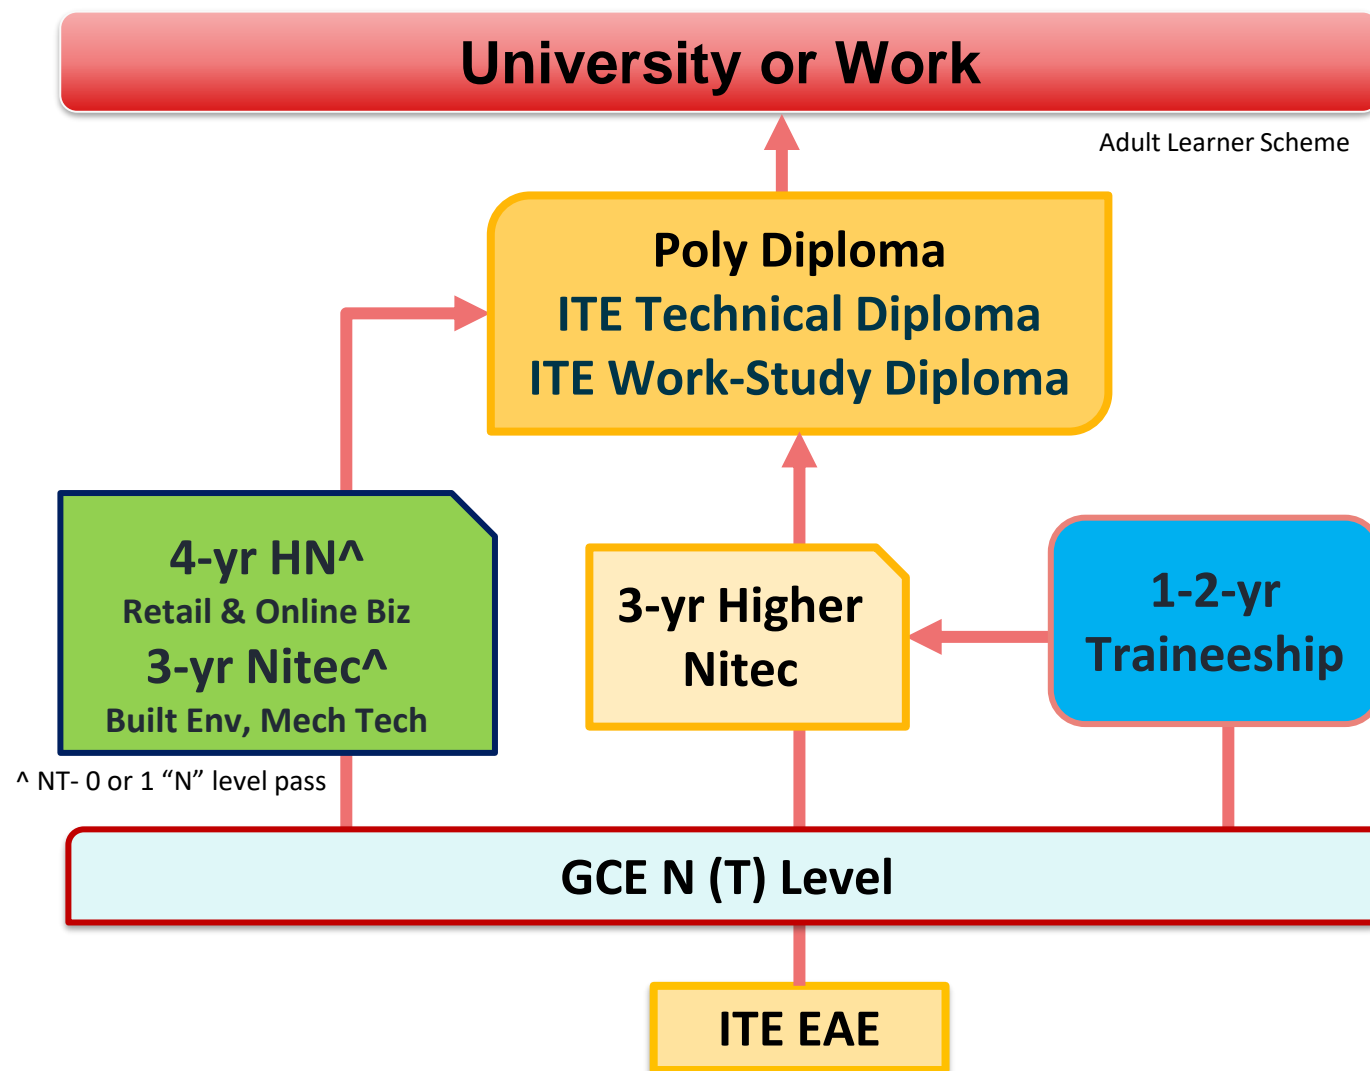 University or Work
Adult Learner Scheme
Poly Diploma
ITE Technical Diploma
ITE Work-Study Diploma
4-yr HN^
Retail & Online Biz
3-yr Nitec^
Built Env, Mech Tech
^ NT- 0 or 1 “N” level pass
3-yr Higher
Nitec
1-2-yr
Traineeship
GCE N (T) Level
ITE EAE